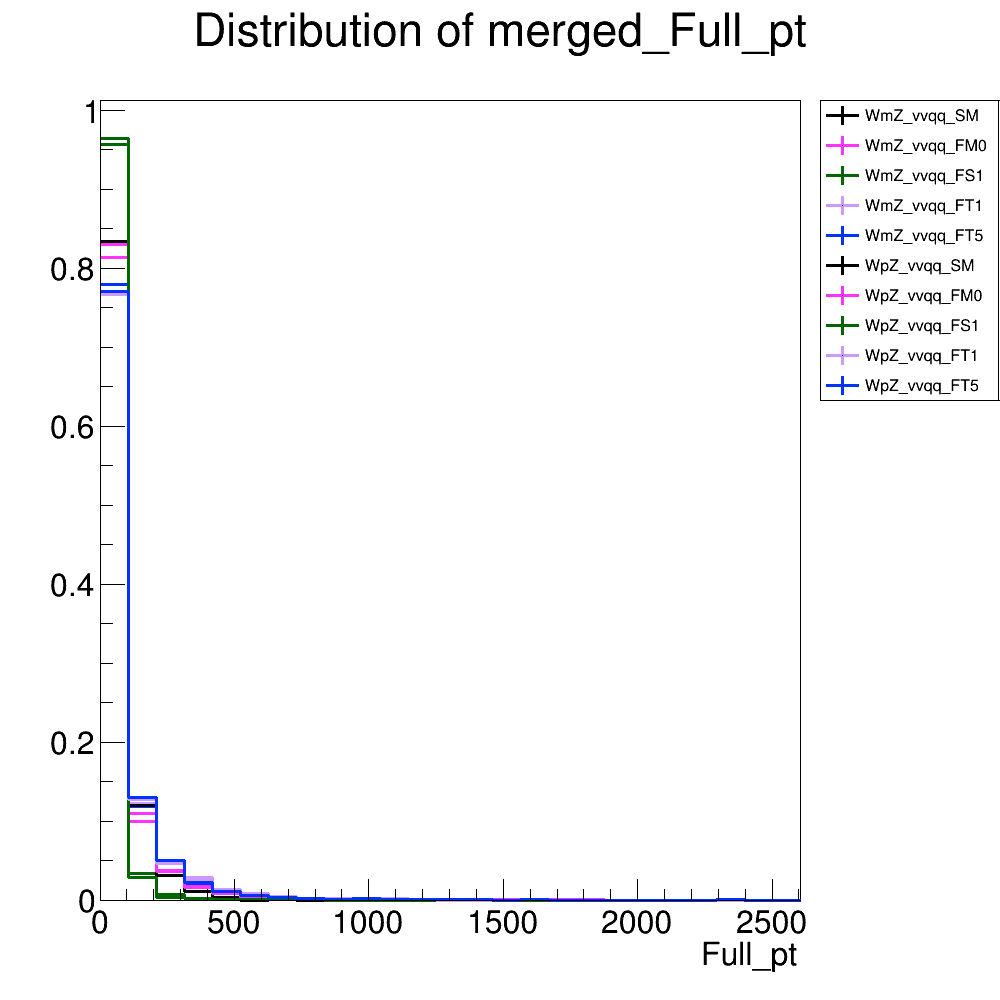 Distribution of merged_Full_pt
1
0.8
0.6
0.4
0.2
0
0 500 1000 1500 2000 2500
Full_pt
WmZ_vvqq_SM
WmZ_vvqq_FM0
WmZ_vvqq_FS1
WmZ_vvqq_FT1
WmZ_vvqq_FT5
WpZ_vvqq_SM
WpZ_vvqq_FM0
WpZ_vvqq_FS1
WpZ_vvqq_FT1
WpZ_vvqq_FT5